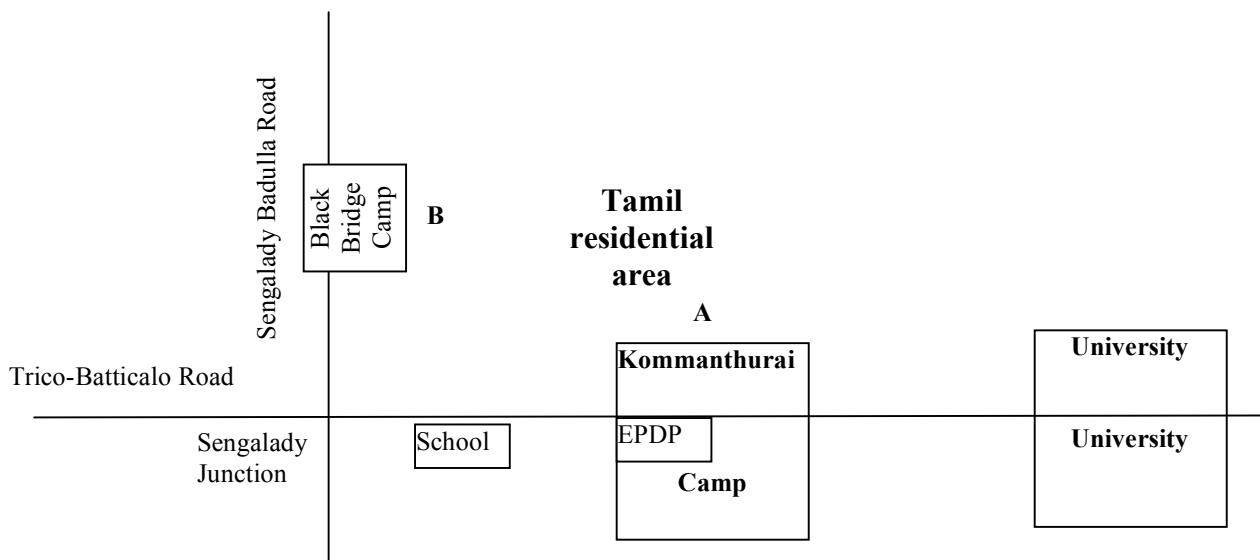 Sengalady Badulla Road
Black
Bridge
Camp
B
Tamil
residential
area
A
Kommanthurai
University
Trico-Batticalo Road
Sengalady
Junction
School
EPDP
University
Camp